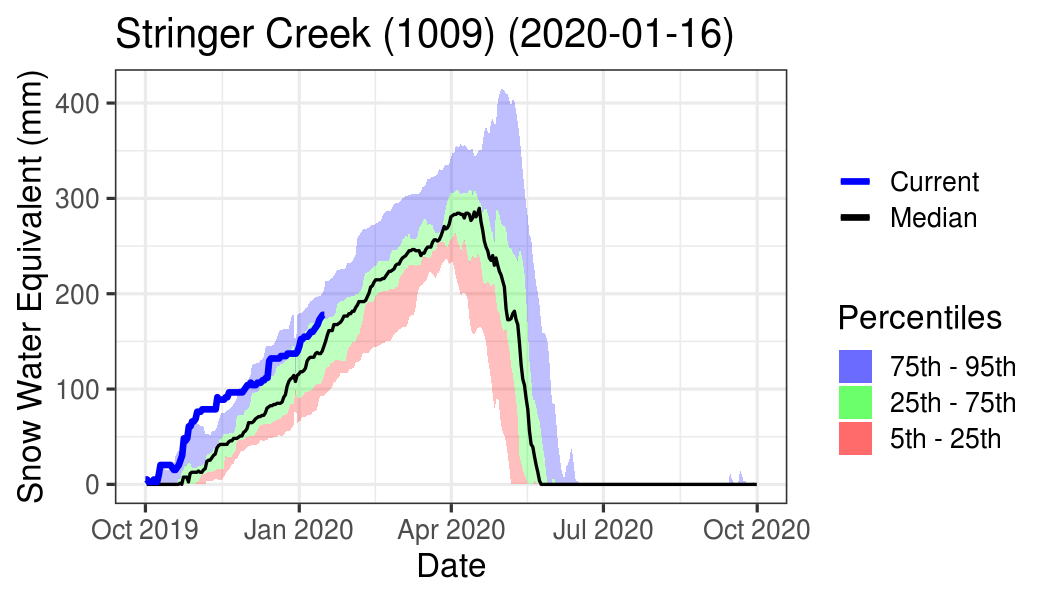 Stringer Creek (1009) (2020-01-16)
Snow Water Equivalent (mm)
400
300
200
100
0
Oct 2019
Jan 2020
Apr 2020
Jul 2020
Oct 2020
Date
Current
Median
Percentiles
75th - 95th
25th - 75th
5th - 25th